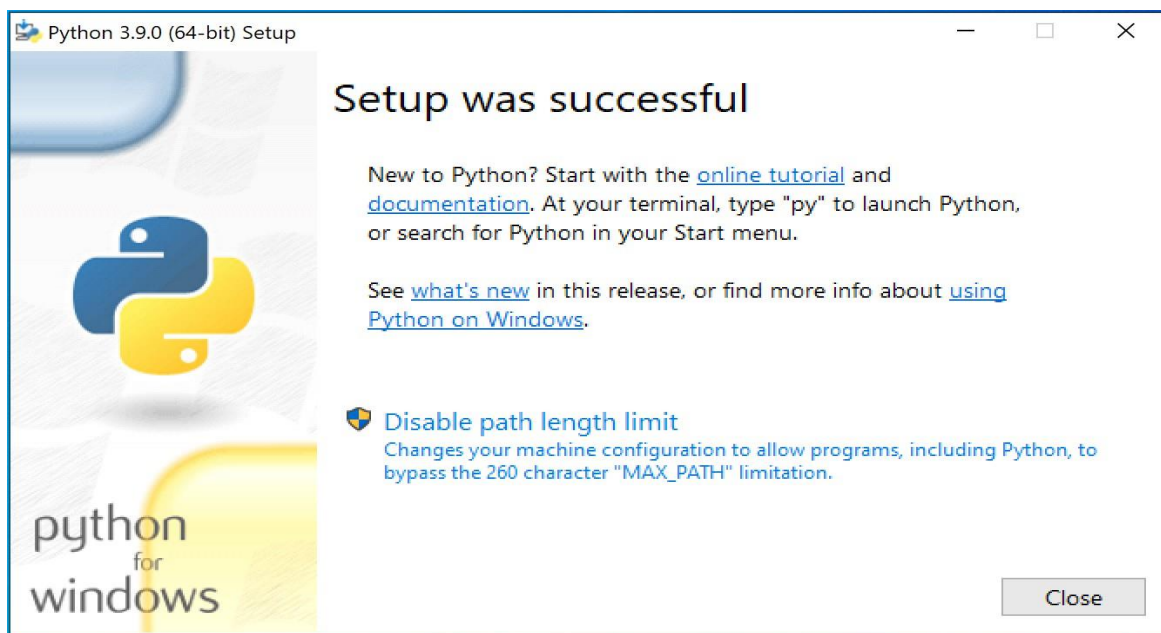 Python 3.9.0 (64-bit) Setup
Setup was successful
New to Python? Start with the online tutorial and
documentation. At your terminal, type "py" to launch Python,
or search for Python in your Start menu.
See what's new in this release, or find more info about using
Python on Windows.
Disable path length limit
Changes your machine configuration to allow programs, including Python, to
bypass the 260 character "MAX_PATH" limitation.
python
for
windows
Close